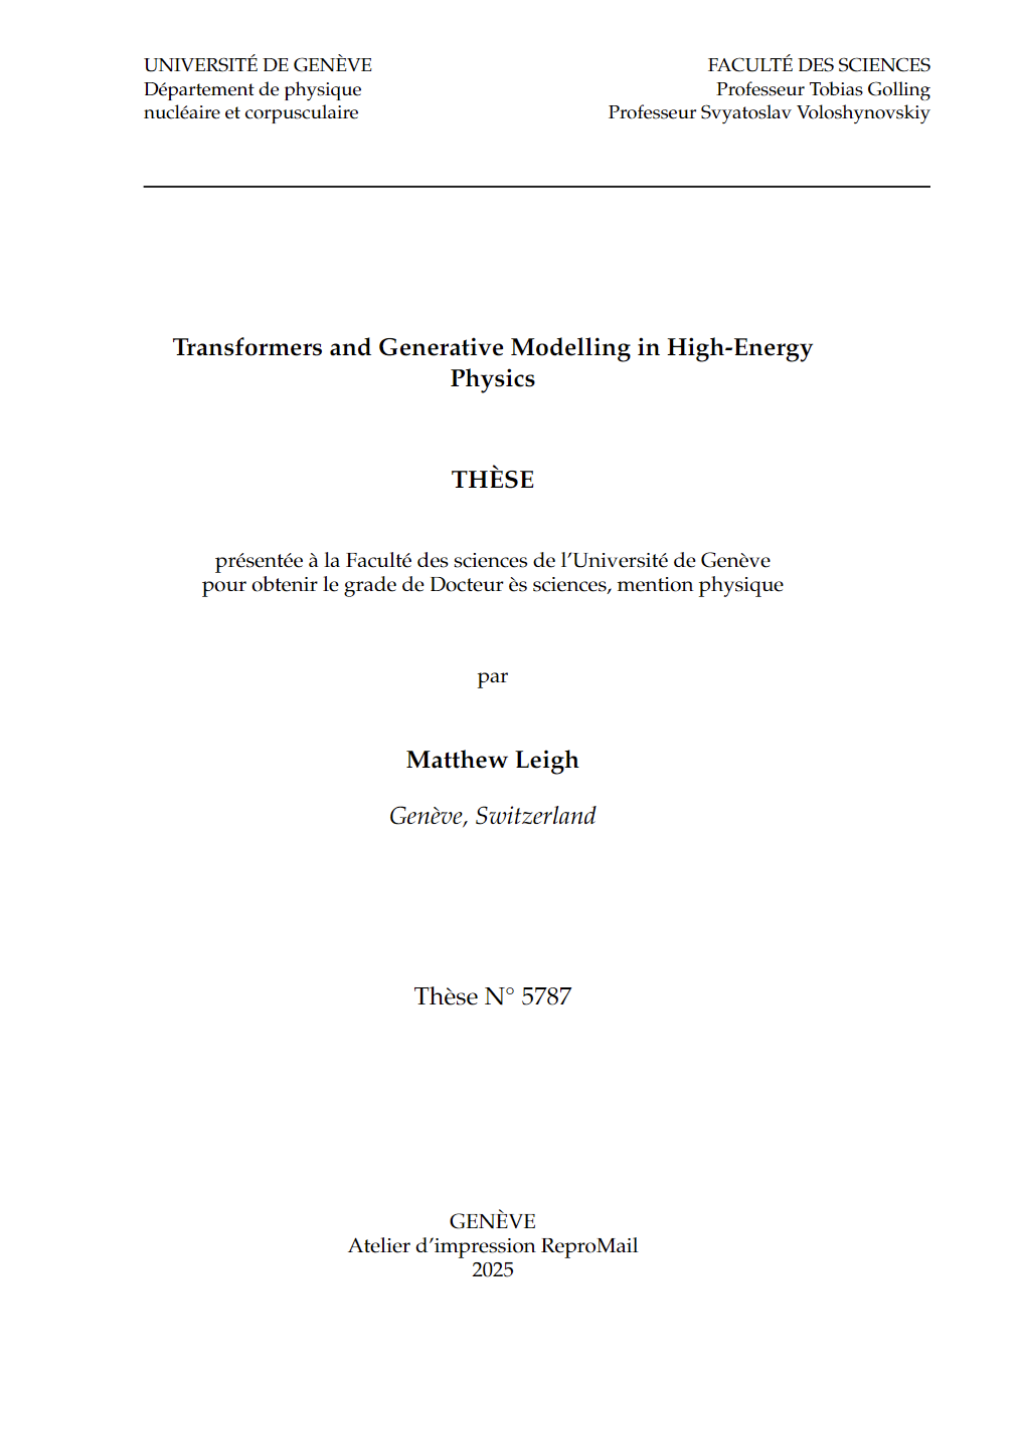 UNIVERSITÉ DE GENÈVE
Département de physique
nucléaire et corpusculaire
FACULTÉ DES SCIENCES
Professeur Tobias Golling
Professeur Svyatoslav Voloshynovskiy
Transformers and Generative Modelling in High-Energy
Physics
THÈSE
présentée à la Faculté des sciences de l'Université de Genève
pour obtenir le grade de Docteur ès sciences, mention physique
par
Matthew Leigh
Genève, Switzerland
Thèse N° 5787
GENÈVE
Atelier d'impression ReproMail
2025